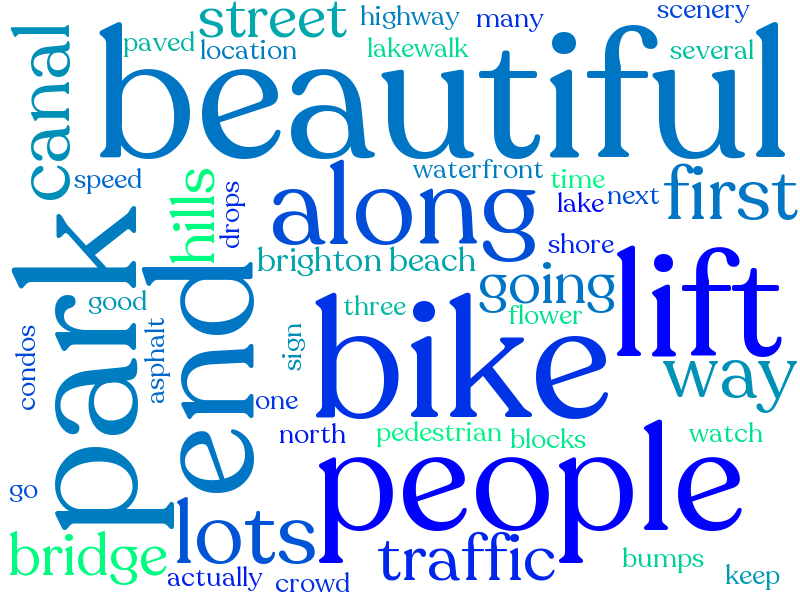 street
highway
many
scenery
paved
location
lakewalk
several
canal
beautiful
speed
hills
drops
waterfront
time
lake
next
first
along
shore
park
end
brighton beach
going
lift
good
three
flower
condos
asphalt
sign
bike
way
one
north
pedestrian
blocks
watch
go
people
lots
bridge
traffic
bumps
actually
crowd
keep